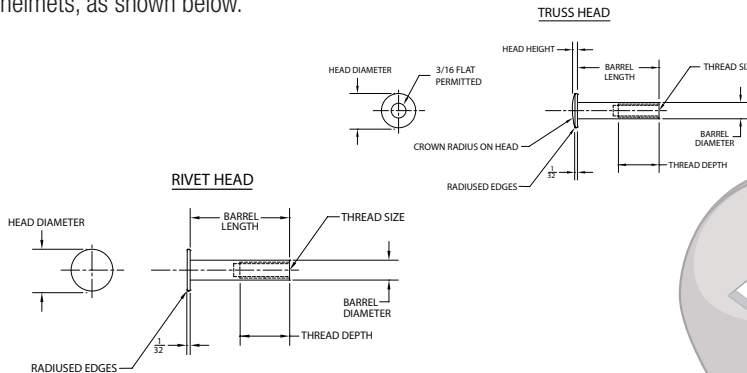 helmets, as shown below.
TRUSS HEAD
HEAD HEIGHT
HEAD DIAMETER
3/16 FLAT
PERMITTED
BARREL
LENGTH
THREAD SI
CROWN RADIUS ON HEAD
BARREL
DIAMETER
THREAD DEPTH
1/32
RADIUSED EDGES
RIVET HEAD
HEAD DIAMETER
BARREL
LENGTH
THREAD SIZE
BARREL
DIAMETER
THREAD DEPTH
1/32
RADIUSED EDGES